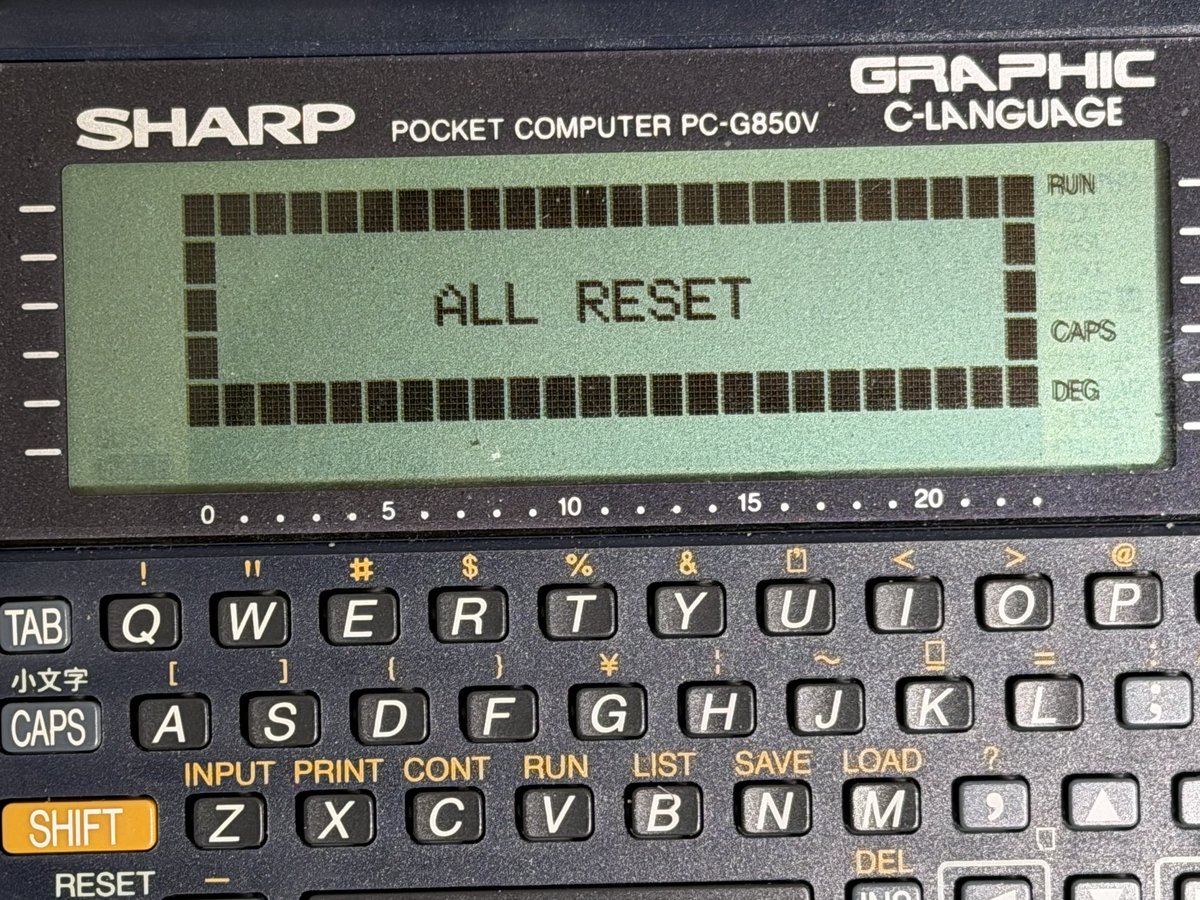 SHARP POCKET COMPUTER PC-G850V GRAPHIC
C-LANGUAGE
RUN
ALL RESET
CAPS
DEG
0 5 10 15 20
! " # $ % & < > @
TAB Q W E R T Y U I O P
小文字 [ ] { } ¥ ¦ ~ =
CAPS A S D F G H J K L ;
INPUT PRINT CONT RUN LIST SAVE LOAD ?
SHIFT Z X C V B N M , ▲
RESET – DEL
INS